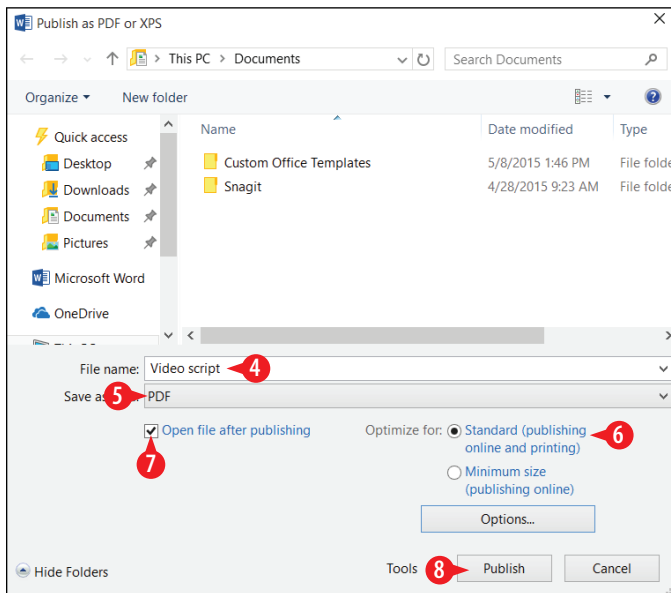 Publish as PDF or XPS
This PC > Documents
Search Documents
Organize
New folder
Name
Date modified
Type
Quick access
Desktop
Downloads
Documents
Pictures
Microsoft Word
OneDrive
Custom Office Templates 5/8/2015 1:46 PM File folde
Snagit 4/28/2015 9:23 AM File folde
File name: Video script 4
Save as 5 PDF
Open file after publishing
7
Optimize for: Standard (publishing
online and printing)
6
Minimum size
(publishing online)
Options...
Hide Folders
Tools 8 Publish Cancel